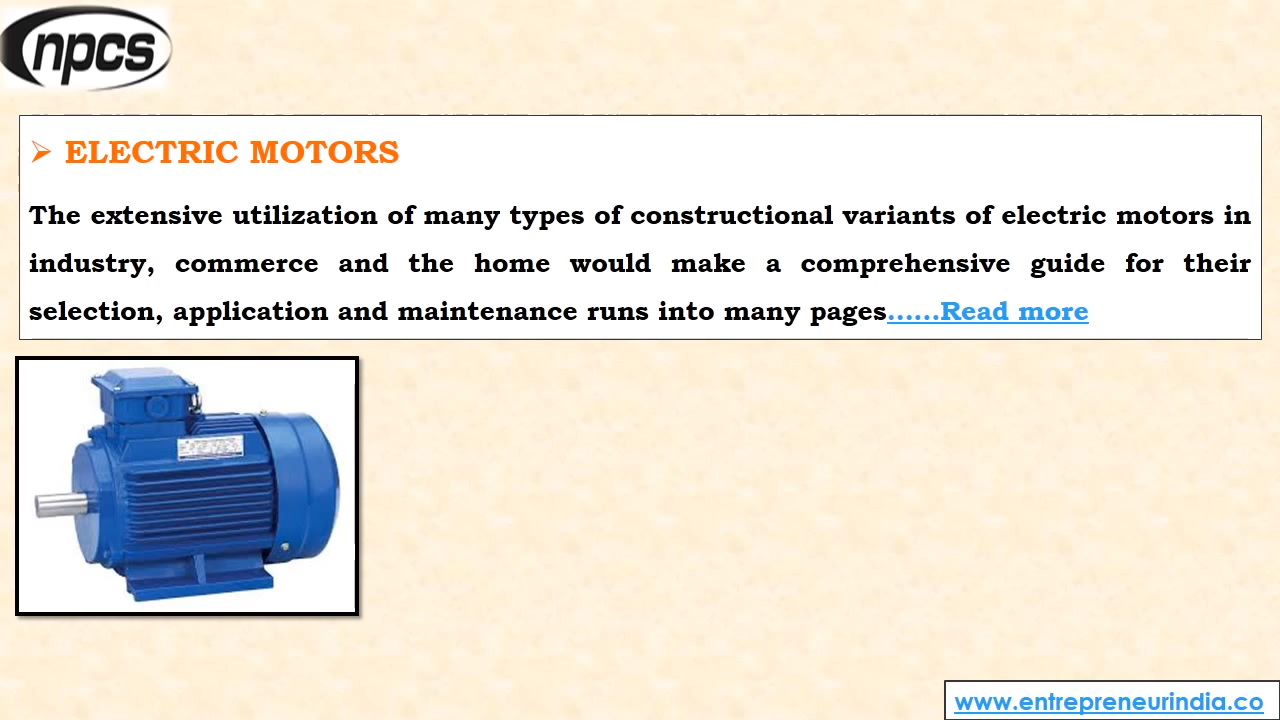 npcs
➢ ELECTRIC MOTORS
The extensive utilization of many types of constructional variants of electric motors in
industry, commerce and the home would make a comprehensive guide for their
selection, application and maintenance runs into many pages......Read more
www.entrepreneurindia.co